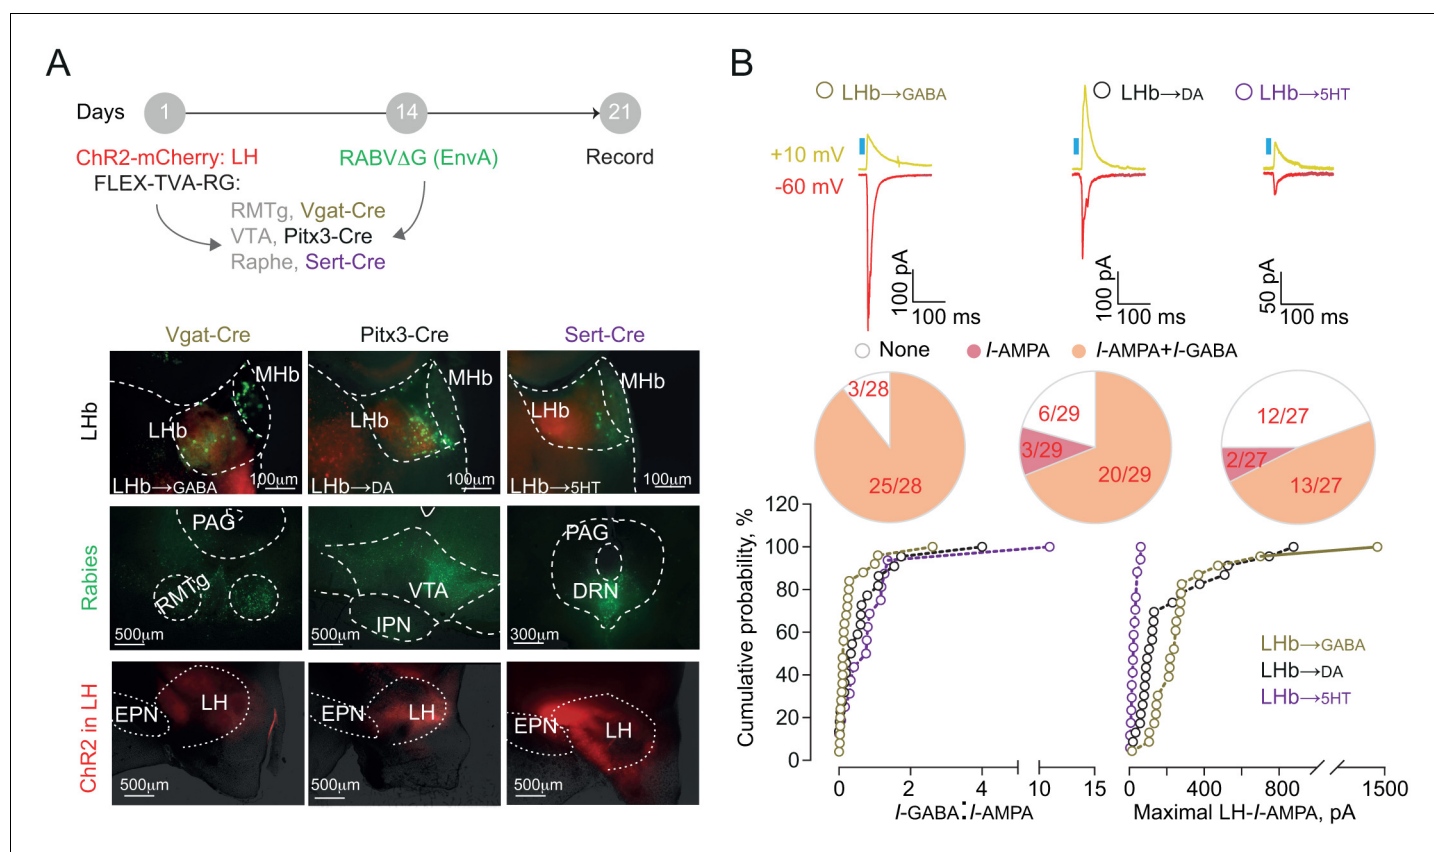 A
Days 1 14 21
ChR2-mCherry: LH RABVΔG (EnvA) Record
FLEX-TVA-RG:
RMTg, Vgat-Cre
VTA, Pitx3-Cre
Raphe, Sert-Cre
Vgat-Cre Pitx3-Cre Sert-Cre
LHb
MHb MHb
LHb LHb LHb
100μm 100μm 100μm
LHb→GABA LHb→DA LHb→5HT
Rabies
PAG PAG
RMTg VTA DRN
IPN
500μm 500μm 300μm
ChR2 in LH
LH LH LH
EPN EPN EPN
500μm 500μm 500μm
B
LHb→GABA LHb→DA LHb→5HT
+10 mV
-60 mV
100 pA 100 pA 50 pA
100 ms 100 ms 100 ms
None I-AMPA I-AMPA+I-GABA
3/28 6/29 12/27
3/29 2/27
25/28 20/29 13/27
Cumulative probability, %
120
100
80
60
40
20
0
LHb→GABA
LHb→DA
LHb→5HT
0 2 4 10 15 0 400 800 1500
I-GABA:I-AMPA Maximal LH-I-AMPA, pA